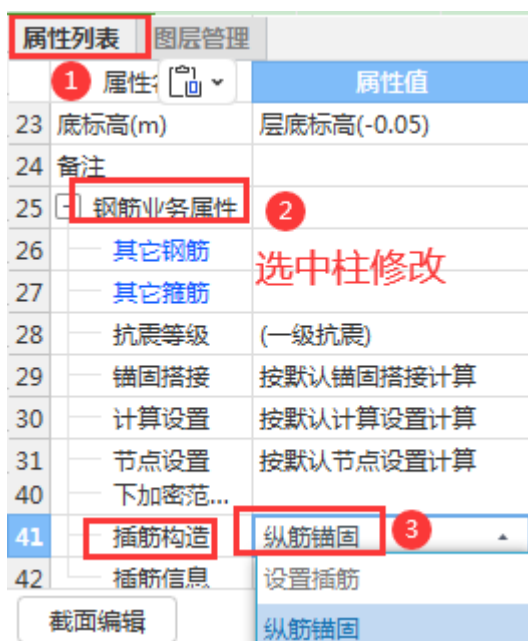 属性列表 图层管理
1 属性 属性值
23 底标高(m) 层底标高(-0.05)
24 备注
25 钢筋业务属性 2
26 其它钢筋
选中柱修改
27 其它箍筋
28 抗震等级 (一级抗震)
29 锚固搭接 按默认锚固搭接计算
30 计算设置 按默认计算设置计算
31 节点设置 按默认节点设置计算
40 下加密范...
41 插筋构造 纵筋锚固 3
42 插筋信息 设置插筋
截面编辑 纵筋锚固